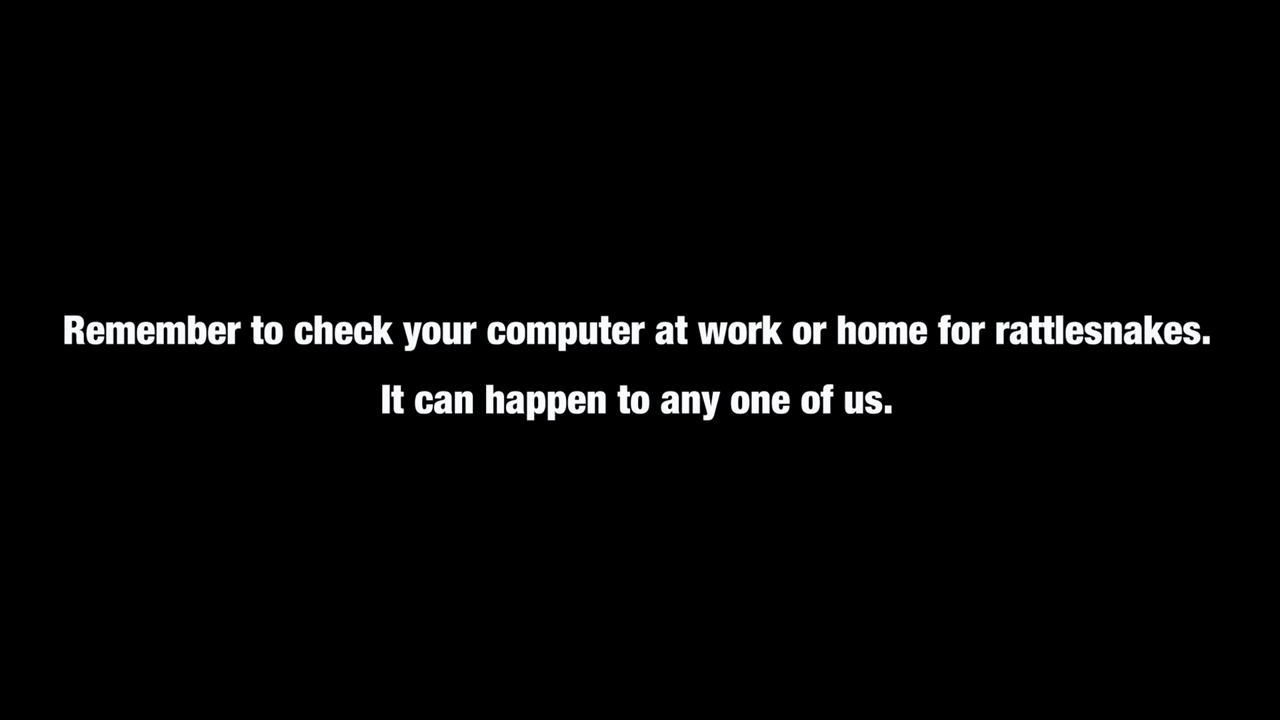 Remember to check your computer at work or home for rattlesnakes.
It can happen to any one of us.